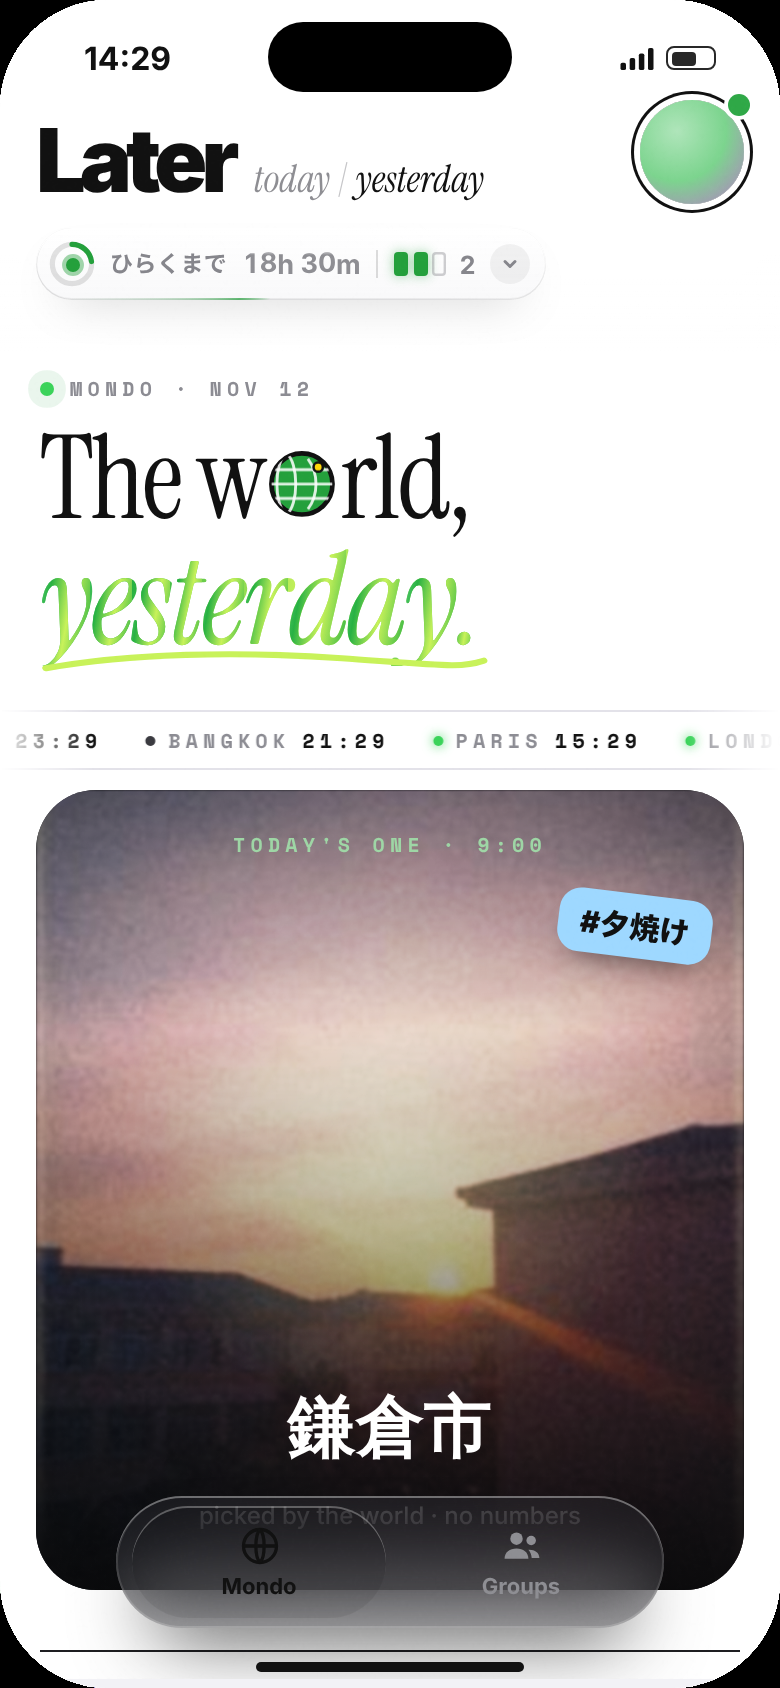 14:29
Later today / yesterday
ひらくまで 18h 30m 2
MONDO · NOV 12
The world,
yesterday.
23:29 • BANGKOK 21:29 • PARIS 15:29 • LOND
TODAY'S ONE · 9:00
#夕焼け
鎌倉市
picked by the world · no numbers
Mondo Groups